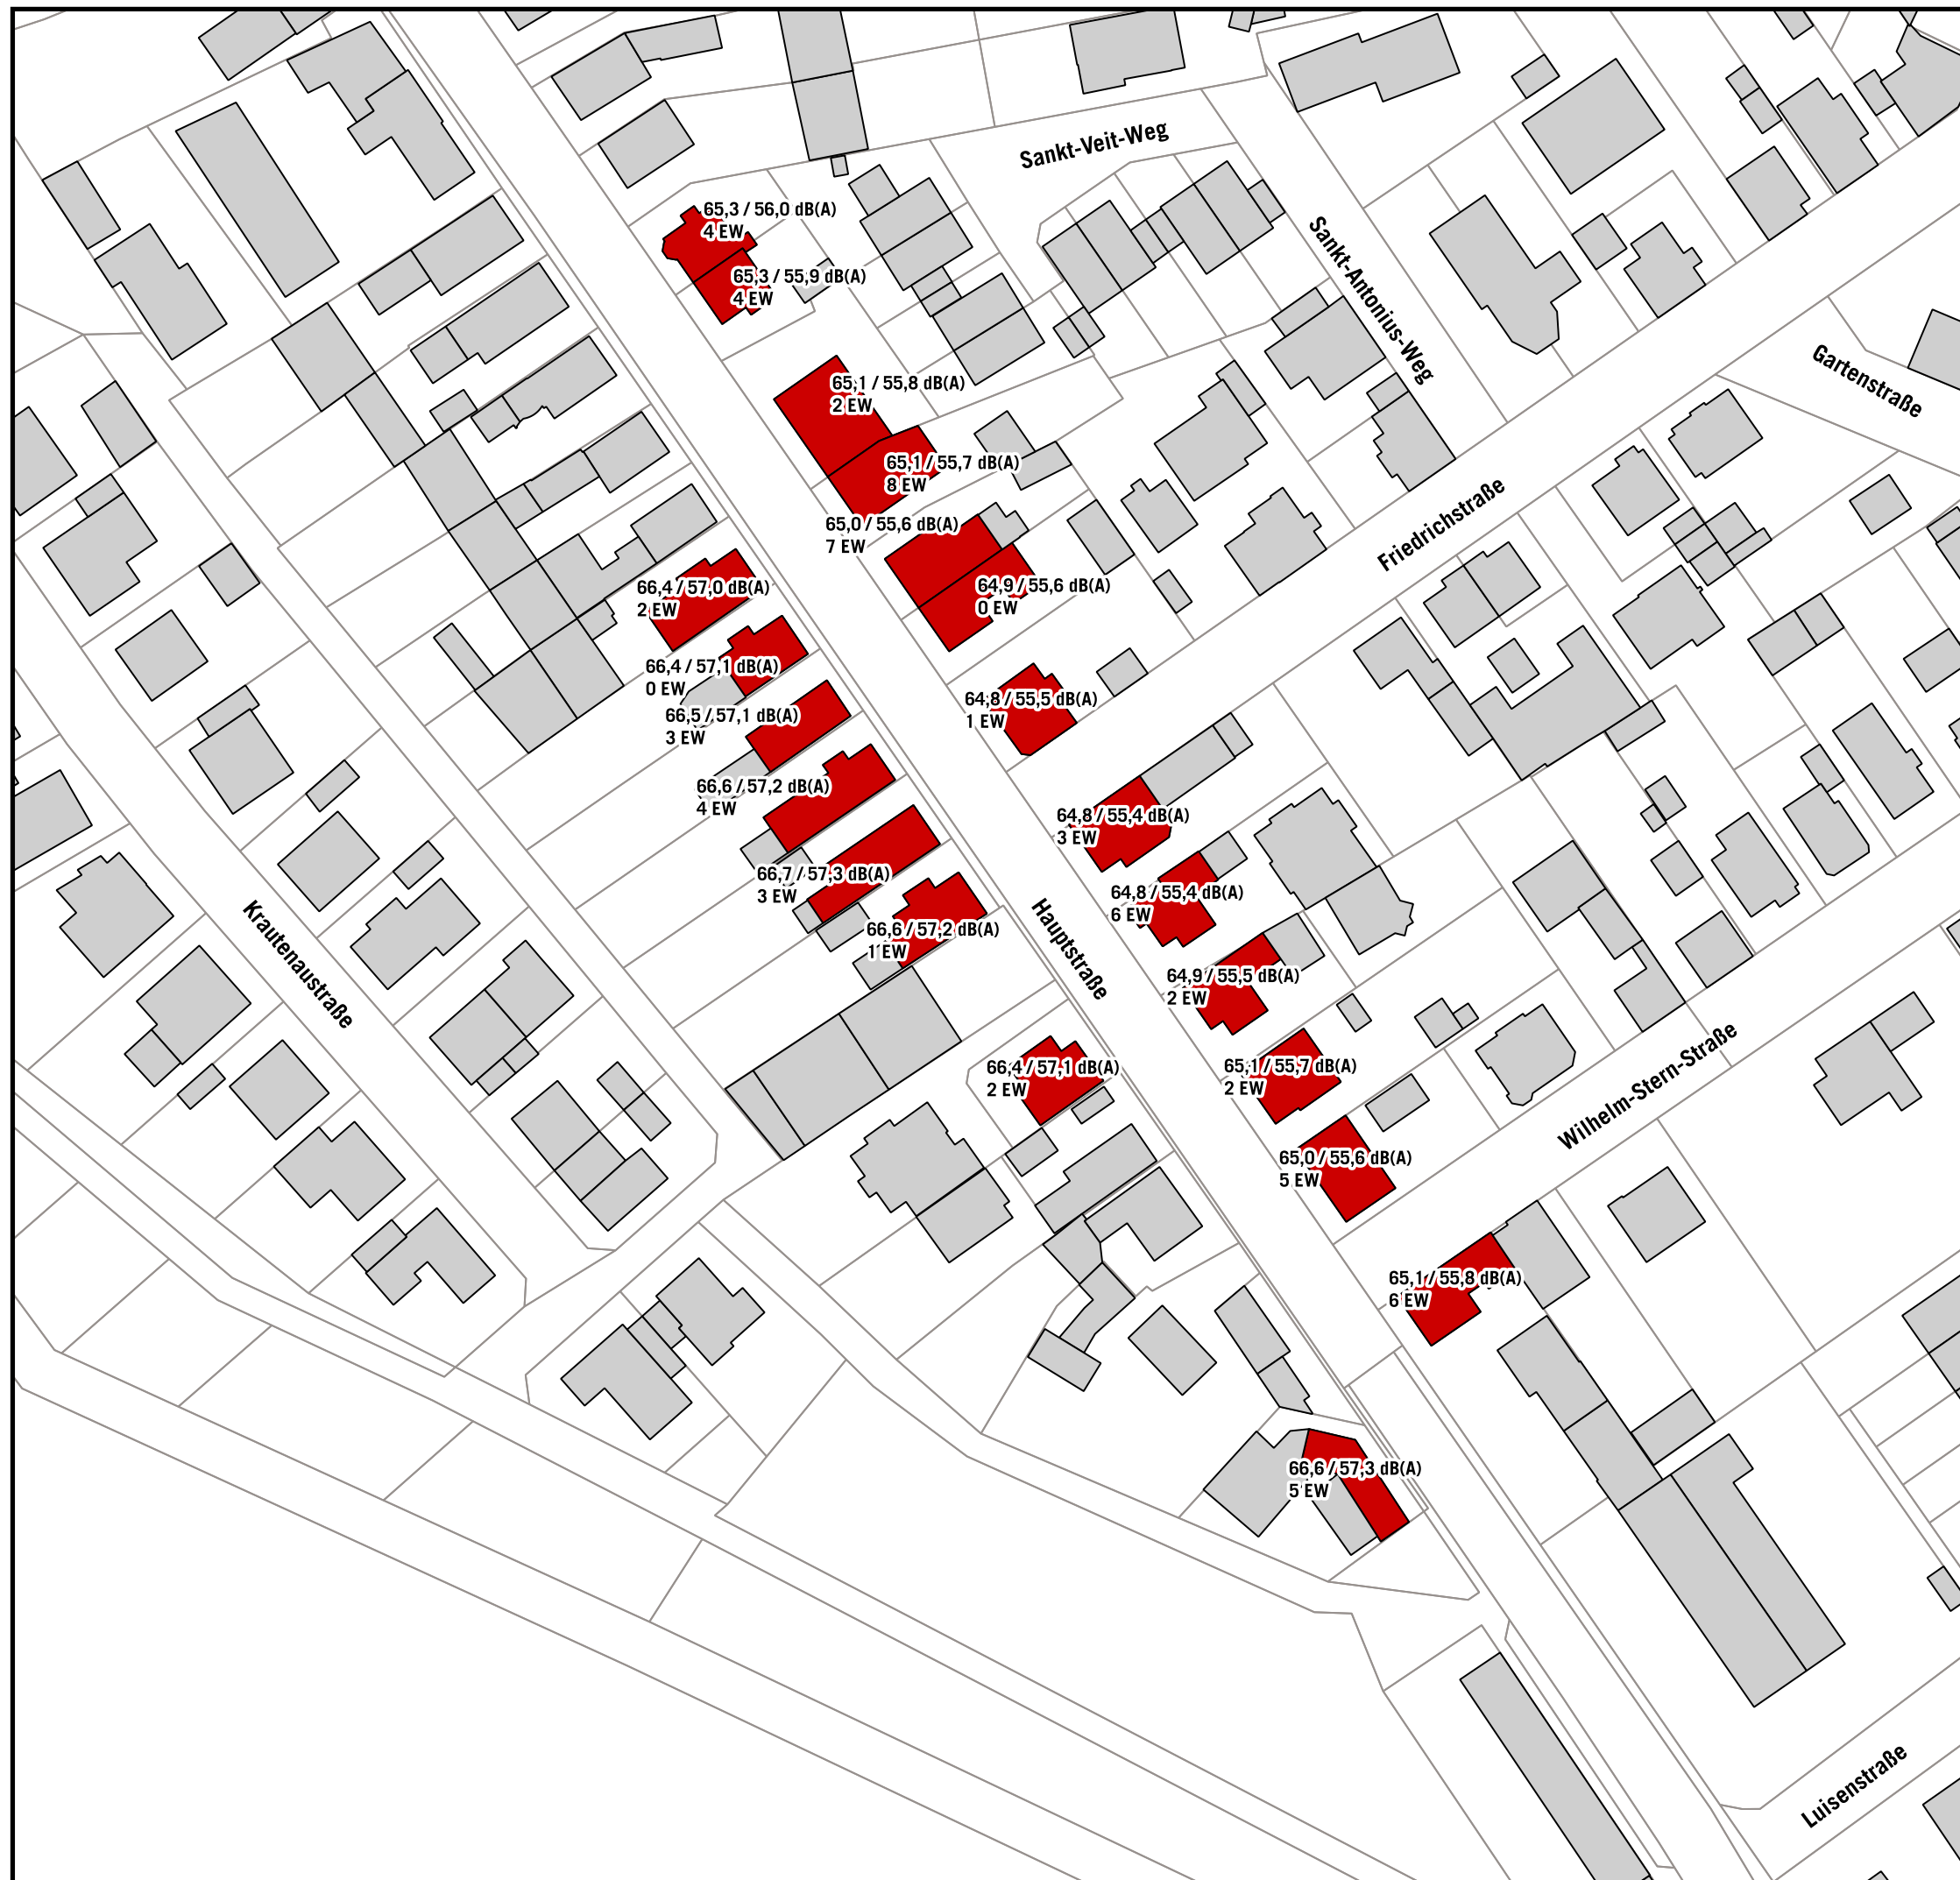 Sankt-Veit-Weg
65,3 / 56,0 dB(A)
4 EW
65,3 / 55,9 dB(A)
4 EW
Sankt-Antonius-Weg
Gartenstraße
65,1 / 55,8 dB(A)
2 EW
65,1 / 55,7 dB(A)
8 EW
65,0 / 55,6 dB(A)
7 EW
Friedrichstraße
66,4 / 57,0 dB(A)
2 EW
64,9 / 55,6 dB(A)
0 EW
66,4 / 57,1 dB(A)
0 EW
64,8 / 55,5 dB(A)
1 EW
66,5 / 57,1 dB(A)
3 EW
66,6 / 57,2 dB(A)
4 EW
64,8 / 55,4 dB(A)
3 EW
66,7 / 57,3 dB(A)
3 EW
64,8 / 55,4 dB(A)
6 EW
66,6 / 57,2 dB(A)
1 EW
Krautenaustraße
Hauptstraße
64,9 / 55,5 dB(A)
2 EW
66,4 / 57,1 dB(A)
2 EW
65,1 / 55,7 dB(A)
2 EW
Wilhelm-Stern-Straße
65,0 / 55,6 dB(A)
5 EW
65,1 / 55,8 dB(A)
6 EW
66,6 / 57,3 dB(A)
5 EW
Luisenstraße